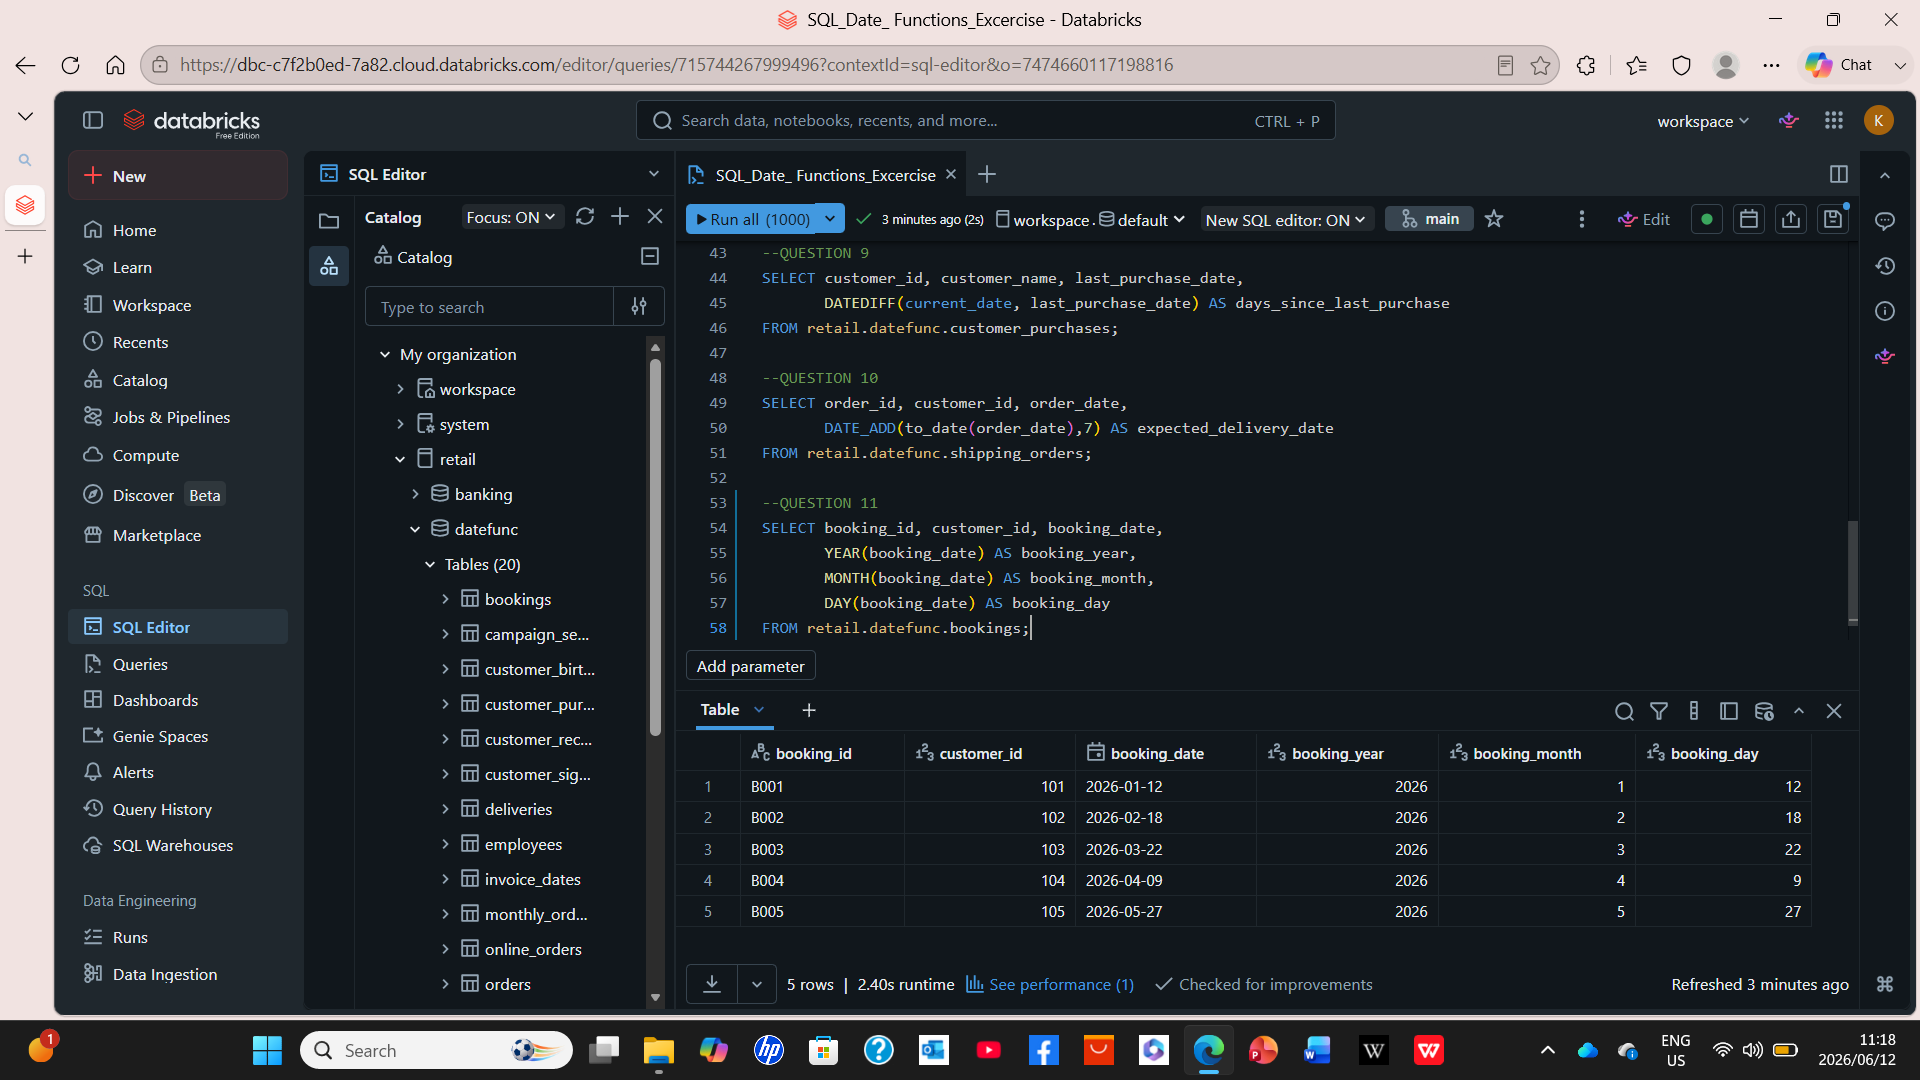 SQL_Date_ Functions_Excercise - Databricks
https://dbc-c7f2b0ed-7a82.cloud.databricks.com/editor/queries/715744267999496?contextId=sql-editor&o=7474660117198816
Chat
databricks
Free Edition
Search data, notebooks, recents, and more...
CTRL + P
workspace
K
New
Home
Learn
Workspace
Recents
Catalog
Jobs & Pipelines
Compute
Discover Beta
Marketplace
SQL
SQL Editor
Queries
Dashboards
Genie Spaces
Alerts
Query History
SQL Warehouses
Data Engineering
Runs
Data Ingestion
SQL Editor
Catalog
Focus: ON
Catalog
Type to search
My organization
workspace
system
retail
banking
datefunc
Tables (20)
bookings
campaign_se...
customer_birt...
customer_pur...
customer_rec...
customer_sig...
deliveries
employees
invoice_dates
monthly_ord...
online_orders
orders
SQL_Date_ Functions_Excercise
Run all (1000)
3 minutes ago (2s)
workspace . default
New SQL editor: ON
main
Edit
43 --QUESTION 9
44 SELECT customer_id, customer_name, last_purchase_date,
45 DATEDIFF(current_date, last_purchase_date) AS days_since_last_purchase
46 FROM retail.datefunc.customer_purchases;
47
48 --QUESTION 10
49 SELECT order_id, customer_id, order_date,
50 DATE_ADD(to_date(order_date),7) AS expected_delivery_date
51 FROM retail.datefunc.shipping_orders;
52
53 --QUESTION 11
54 SELECT booking_id, customer_id, booking_date,
55 YEAR(booking_date) AS booking_year,
56 MONTH(booking_date) AS booking_month,
57 DAY(booking_date) AS booking_day
58 FROM retail.datefunc.bookings;
Add parameter
Table
booking_id customer_id booking_date booking_year booking_month booking_day
1 B001 101 2026-01-12 2026 1 12
2 B002 102 2026-02-18 2026 2 18
3 B003 103 2026-03-22 2026 3 22
4 B004 104 2026-04-09 2026 4 9
5 B005 105 2026-05-27 2026 5 27
5 rows | 2.40s runtime
See performance (1)
Checked for improvements
Refreshed 3 minutes ago
1
Search
ENG
US
11:18
2026/06/12